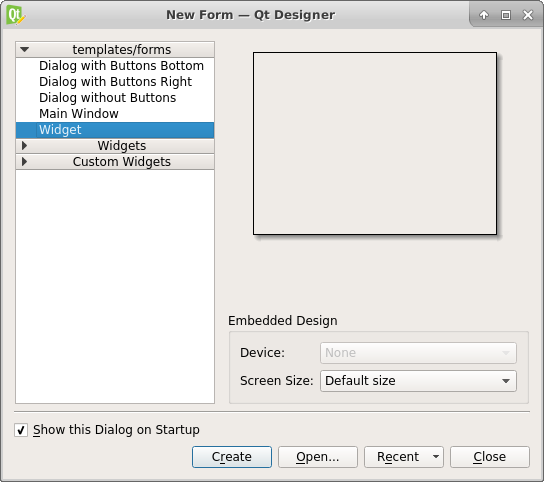 Qt
New Form — Qt Designer
templates/forms
Dialog with Buttons Bottom
Dialog with Buttons Right
Dialog without Buttons
Main Window
Widget
Widgets
Custom Widgets
Embedded Design
Device: None
Screen Size: Default size
Show this Dialog on Startup
Create Open... Recent Close